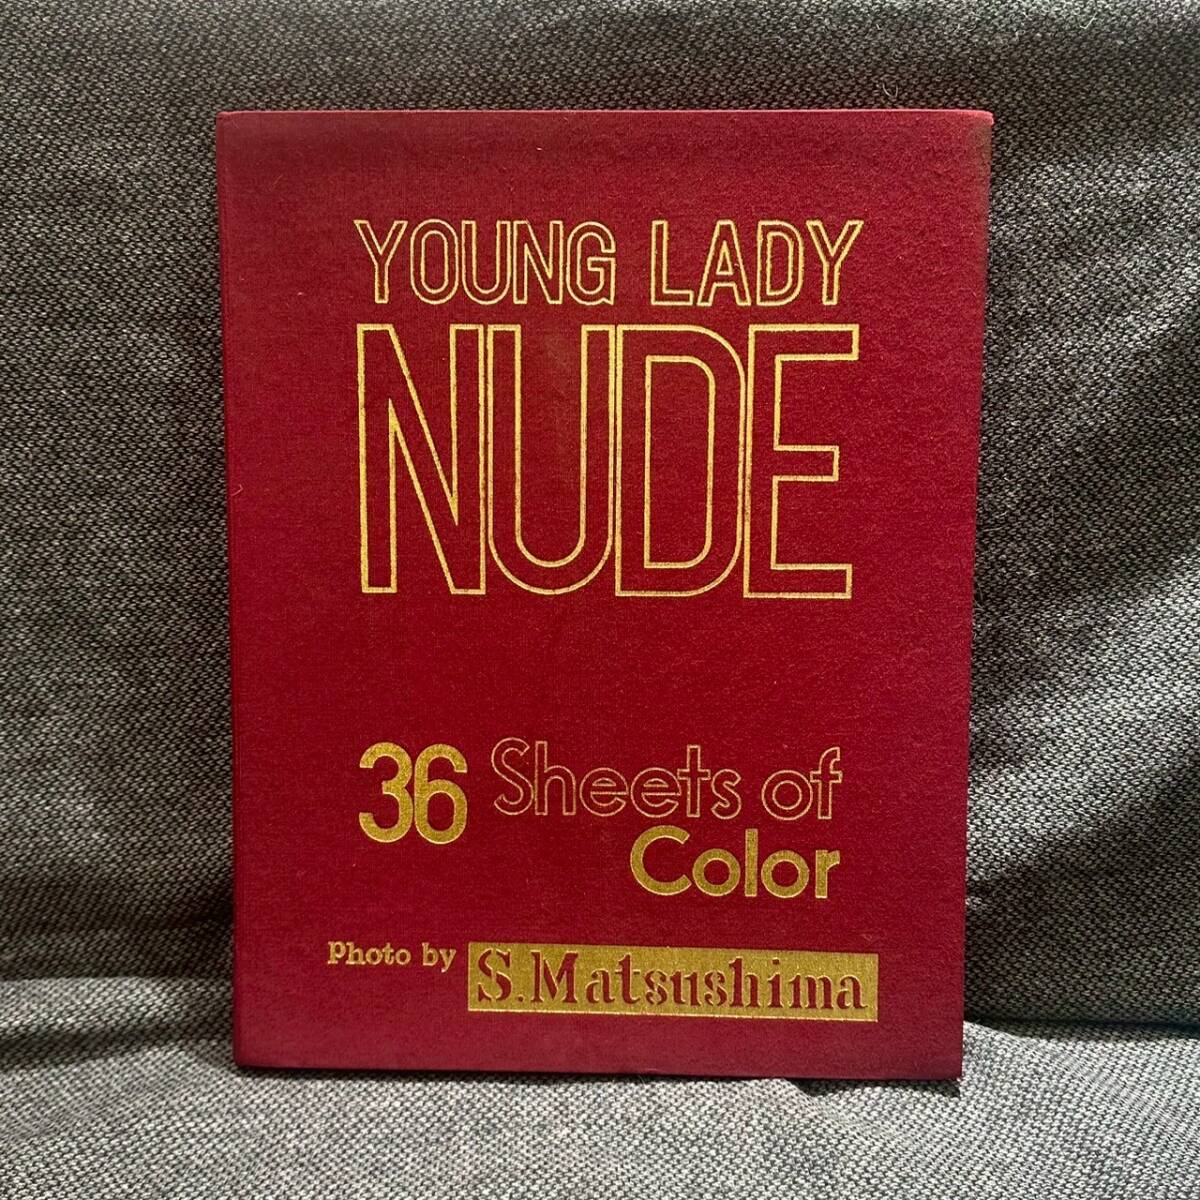 YOUNG LADY
NUDE
36 Sheets of
Color
Photo by S.Matsushima